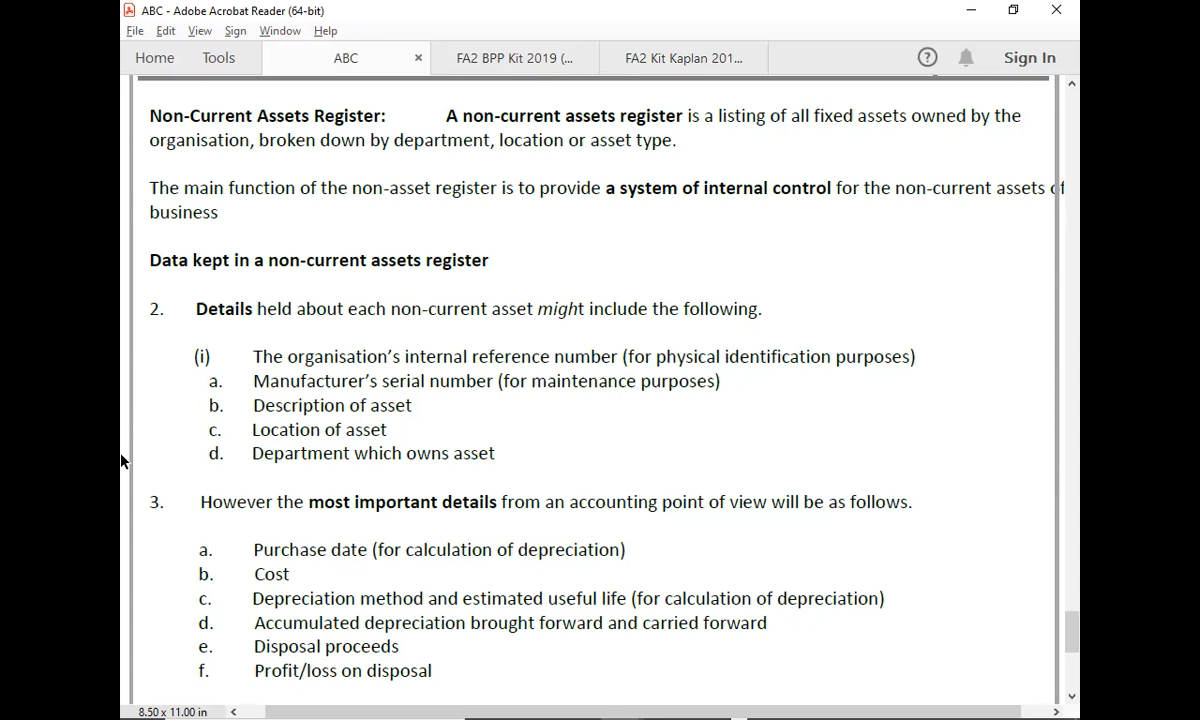 ABC - Adobe Acrobat Reader (64-bit)
File Edit View Sign Window Help
Home Tools ABC × FA2 BPP Kit 2019 (... FA2 Kit Kaplan 201... ? Sign In
Non-Current Assets Register: A non-current assets register is a listing of all fixed assets owned by the
organisation, broken down by department, location or asset type.
The main function of the non-asset register is to provide a system of internal control for the non-current assets of
business
Data kept in a non-current assets register
2. Details held about each non-current asset might include the following.
(i) The organisation's internal reference number (for physical identification purposes)
a. Manufacturer's serial number (for maintenance purposes)
b. Description of asset
c. Location of asset
d. Department which owns asset
3. However the most important details from an accounting point of view will be as follows.
a. Purchase date (for calculation of depreciation)
b. Cost
c. Depreciation method and estimated useful life (for calculation of depreciation)
d. Accumulated depreciation brought forward and carried forward
e. Disposal proceeds
f. Profit/loss on disposal
8.50 x 11.00 in